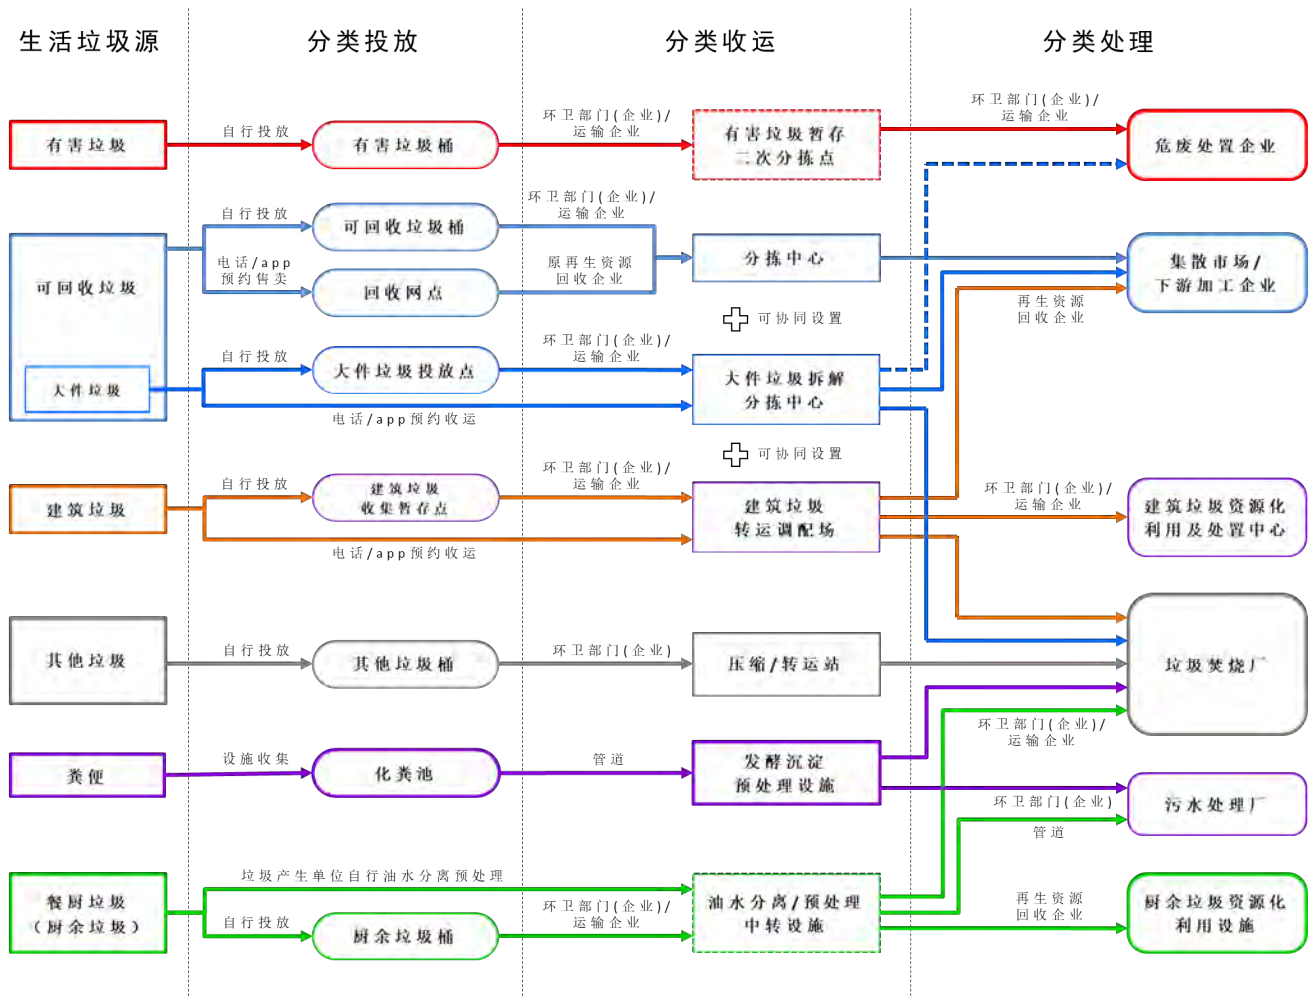 生活垃圾源
分类投放
分类收运
分类处理
有害垃圾
自行投放
有害垃圾桶
环卫部门(企业)/
运输企业
有害垃圾暂存
二次分拣点
环卫部门(企业)/
运输企业
危废处置企业
可回收垃圾
自行投放
可回收垃圾桶
环卫部门(企业)/
运输企业
电话/app
预约售卖
回收网点
原再生资源
回收企业
分拣中心
集散市场/
下游加工企业
再生资源
回收企业
可协同设置
大件垃圾
自行投放
大件垃圾投放点
环卫部门(企业)/
运输企业
电话/app预约收运
大件垃圾拆解
分拣中心
可协同设置
建筑垃圾
自行投放
建筑垃圾
收集暂存点
环卫部门(企业)/
运输企业
电话/app预约收运
建筑垃圾
转运调配场
环卫部门(企业)/
运输企业
建筑垃圾资源化
利用及处置中心
其他垃圾
自行投放
其他垃圾桶
环卫部门(企业)
压缩/转运站
垃圾焚烧厂
环卫部门(企业)/
运输企业
粪便
设施收集
化粪池
管道
发酵沉淀
预处理设施
环卫部门(企业)
污水处理厂
管道
餐厨垃圾
(厨余垃圾)
垃圾产生单位自行油水分离预处理
自行投放
厨余垃圾桶
环卫部门(企业)/
运输企业
油水分离/预处理
中转设施
再生资源
回收企业
厨余垃圾资源化
利用设施